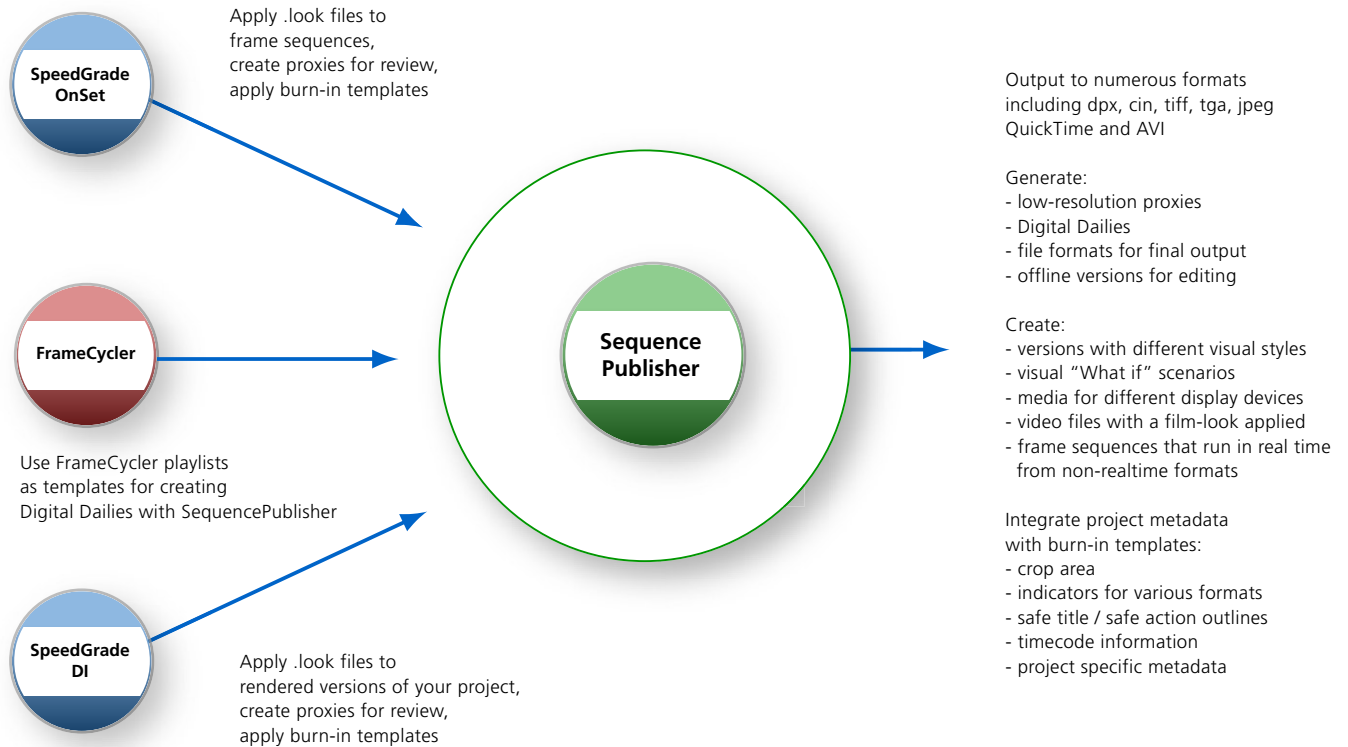 SpeedGrade
OnSet
Apply .look files to
frame sequences,
create proxies for review,
apply burn-in templates
FrameCycler
Use FrameCycler playlists
as templates for creating
Digital Dailies with SequencePublisher
SpeedGrade
DI
Apply .look files to
rendered versions of your project,
create proxies for review,
apply burn-in templates
Sequence
Publisher
Output to numerous formats
including dpx, cin, tiff, tga, jpeg
QuickTime and AVI
Generate:
- low-resolution proxies
- Digital Dailies
- file formats for final output
- offline versions for editing
Create:
- versions with different visual styles
- visual “What if” scenarios
- media for different display devices
- video files with a film-look applied
- frame sequences that run in real time
from non-realtime formats
Integrate project metadata
with burn-in templates:
- crop area
- indicators for various formats
- safe title / safe action outlines
- timecode information
- project specific metadata